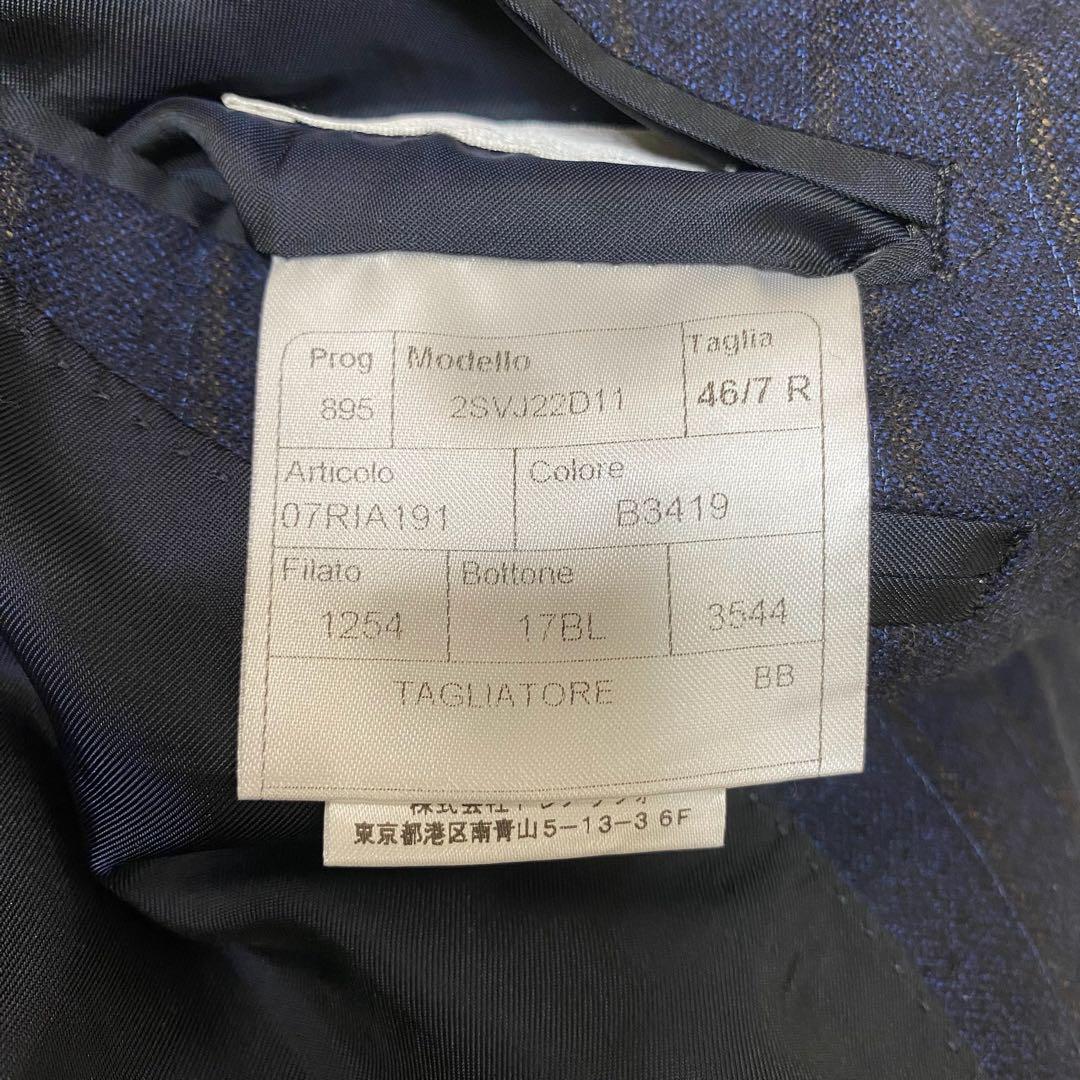 Prog Modello Taglia
895 2SVJ22D11 46/7 R
Articolo Colore
07RIA191 B3419
Filato Bottone
1254 17BL 3544
TAGLIATORE BB
東京都港区南青山5-13-3 6F